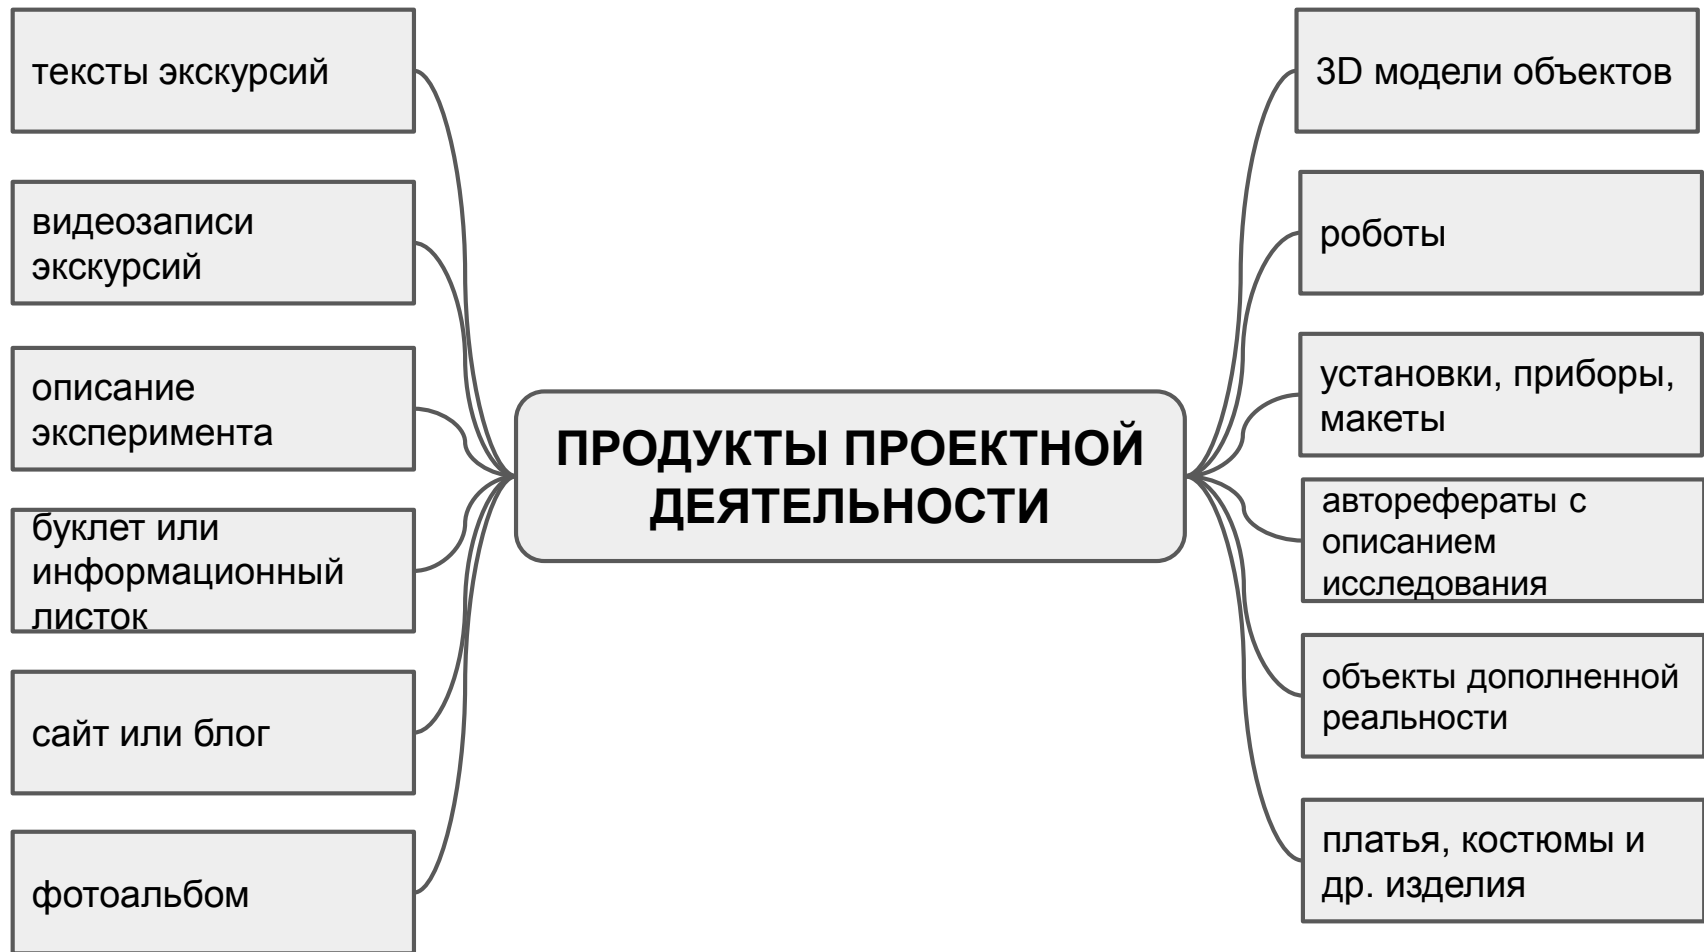 тексты экскурсий
видеозаписи
экскурсий
описание
эксперимента
буклет или
информационный
листок
сайт или блог
фотоальбом
ПРОДУКТЫ ПРОЕКТНОЙ
ДЕЯТЕЛЬНОСТИ
3D модели объектов
роботы
установки, приборы,
макеты
авторефераты с
описанием
исследования
объекты дополненной
реальности
платья, костюмы и
др. изделия